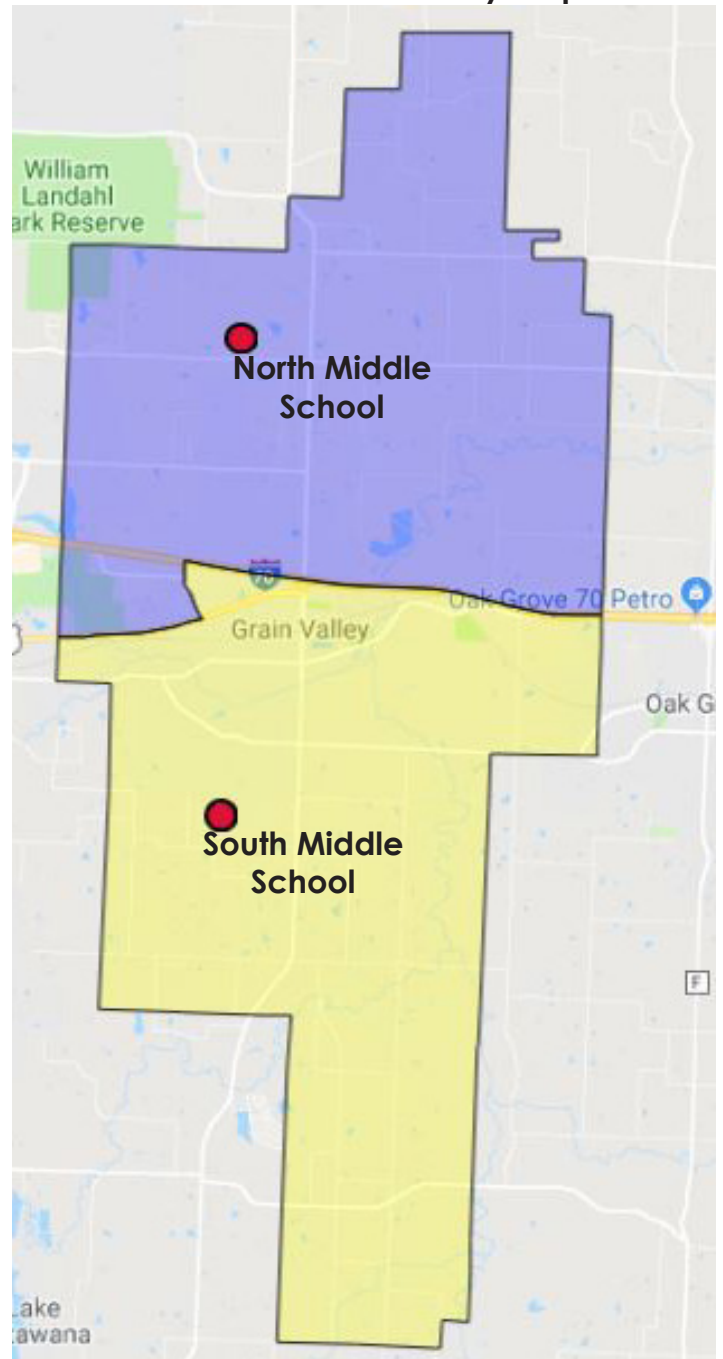 William
Landahl
ark Reserve
North Middle
School
70
Oak Grove 70 Petro
Grain Valley
Oak G
South Middle
School
F
Lake
awana